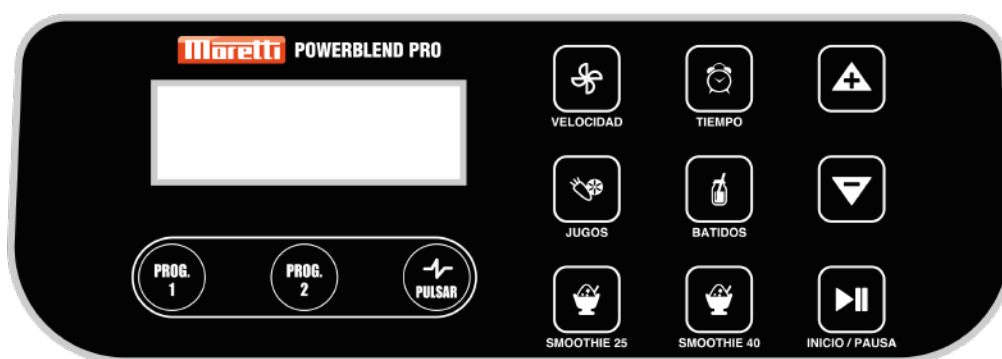 Moretti POWERBLEND PRO
VELOCIDAD
TIEMPO
JUGOS
BATIDOS
PROG.
1
PROG.
2
PULSAR
SMOOTHIE 25
SMOOTHIE 40
INICIO / PAUSA